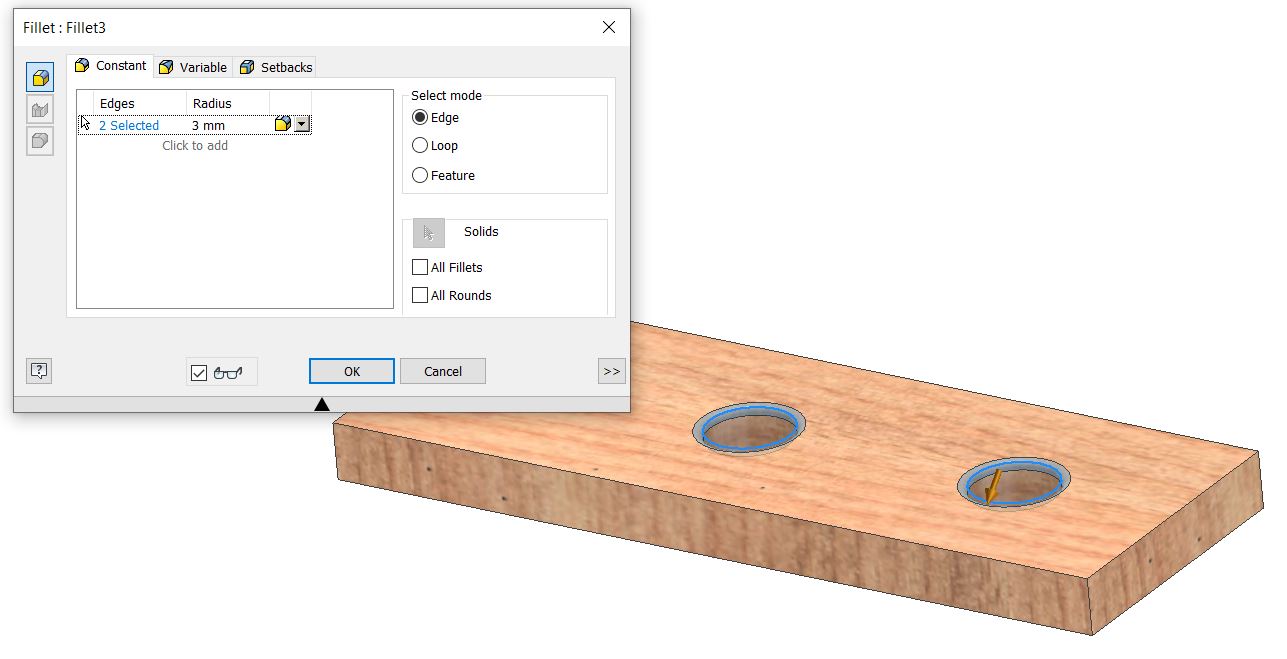 Fillet : Fillet3
Constant
Variable
Setbacks
Edges
Radius
2 Selected
3 mm
Click to add
Select mode
Edge
Loop
Feature
Solids
All Fillets
All Rounds
?
OK
Cancel
>>